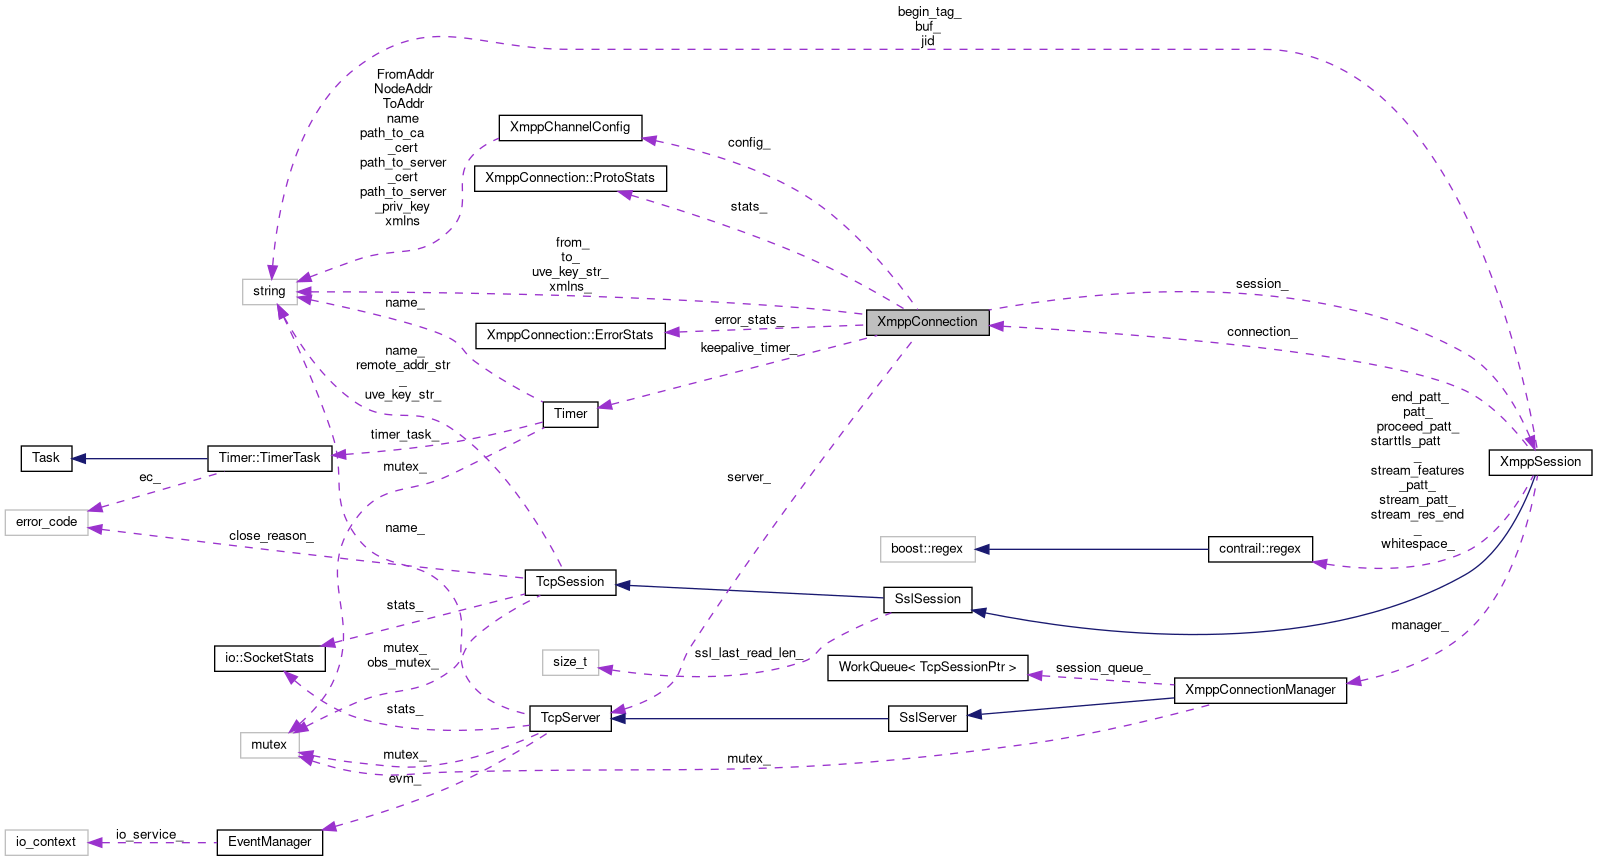 begin_tag_
buf_
jid
FromAddr
NodeAddr
ToAddr
name
path_to_ca
_cert
path_to_server
_cert
path_to_server
_priv_key
xmlns
XmppChannelConfig
config_
XmppConnection::ProtoStats
stats_
from_
to_
uve_key_str_
xmlns_
string
name_
session_
XmppConnection
error_stats_
XmppConnection::ErrorStats
connection_
keepalive_timer_
name_
remote_addr_str
_
uve_key_str_
Timer
end_patt_
patt_
proceed_patt_
starttls_patt
_
stream_features
_patt_
stream_patt_
stream_res_end
_
whitespace_
timer_task_
Task
Timer::TimerTask
mutex_
XmppSession
ec_
server_
error_code
close_reason_
name_
boost::regex
contrail::regex
TcpSession
SslSession
stats_
manager_
mutex_
obs_mutex_
io::SocketStats
size_t
ssl_last_read_len_
WorkQueue< TcpSessionPtr >
session_queue_
XmppConnectionManager
stats_
TcpServer
SslServer
mutex
mutex_
mutex_
evm_
io_context
io_service_
EventManager